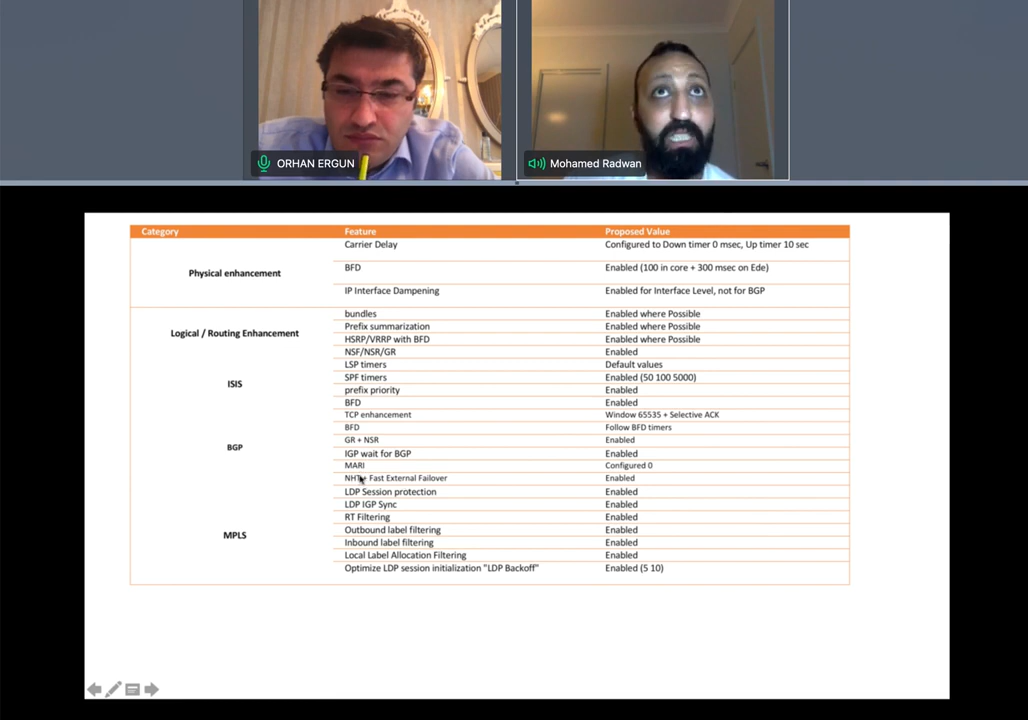 ORHAN ERGUN
Mohamed Radwan
Category Feature Proposed Value
Physical enhancement
Carrier Delay Configured to Down timer 0 msec, Up timer 10 sec
BFD Enabled (100 in core + 300 msec on Ede)
IP Interface Dampening Enabled for Interface Level, not for BGP
Logical / Routing Enhancement
bundles Enabled where Possible
Prefix summarization Enabled where Possible
HSRP/VRRP with BFD Enabled where Possible
NSF/NSR/GR Enabled
ISIS
LSP timers Default values
SPF timers Enabled (50 100 5000)
prefix priority Enabled
BFD Enabled
BGP
TCP enhancement Window 65535 + Selective ACK
BFD Follow BFD timers
GR + NSR Enabled
IGP wait for BGP Enabled
MARI Configured 0
Fast External Failover Enabled
MPLS
LDP Session protection Enabled
LDP IGP Sync Enabled
RT Filtering Enabled
Outbound label filtering Enabled
Inbound label filtering Enabled
Local Label Allocation Filtering Enabled
Optimize LDP session initialization "LDP Backoff" Enabled (5 10)